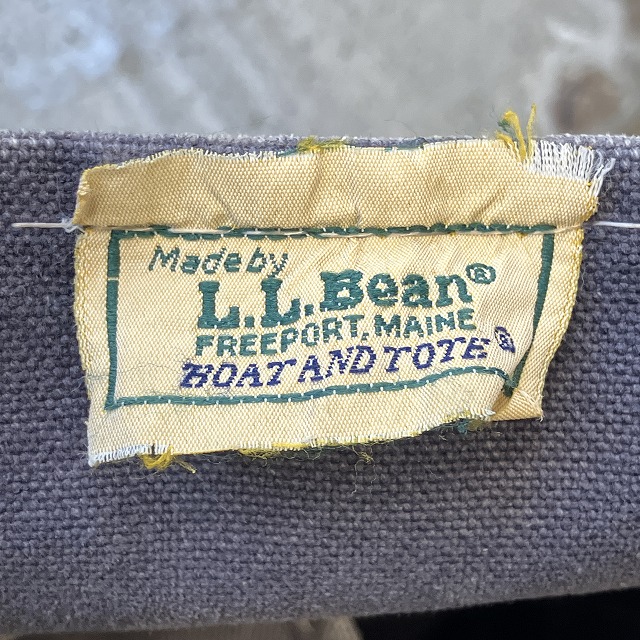 Made by
L.L.Bean®
FREEPORT, MAINE
BOAT AND TOTE®